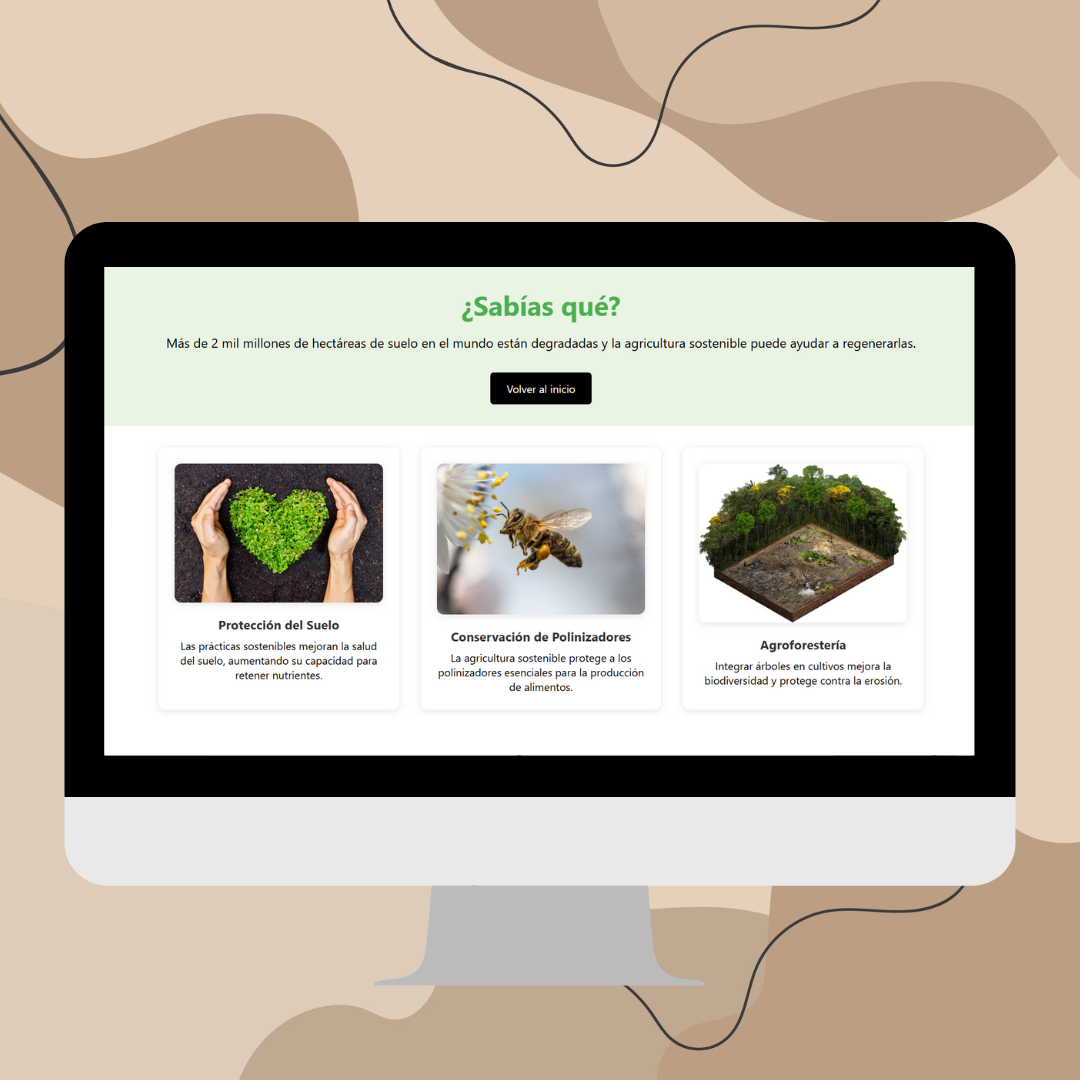 ¿Sabías qué?
Más de 2 mil millones de hectáreas de suelo en el mundo están degradadas y la agricultura sostenible puede ayudar a regenerarlas.
Volver al inicio
Protección del Suelo
Las prácticas sostenibles mejoran la salud
del suelo, aumentando su capacidad para
retener nutrientes.
Conservación de Polinizadores
La agricultura sostenible protege a los
polinizadores esenciales para la producción
de alimentos.
Agroforestería
Integrar árboles en cultivos mejora la
biodiversidad y protege contra la erosión.